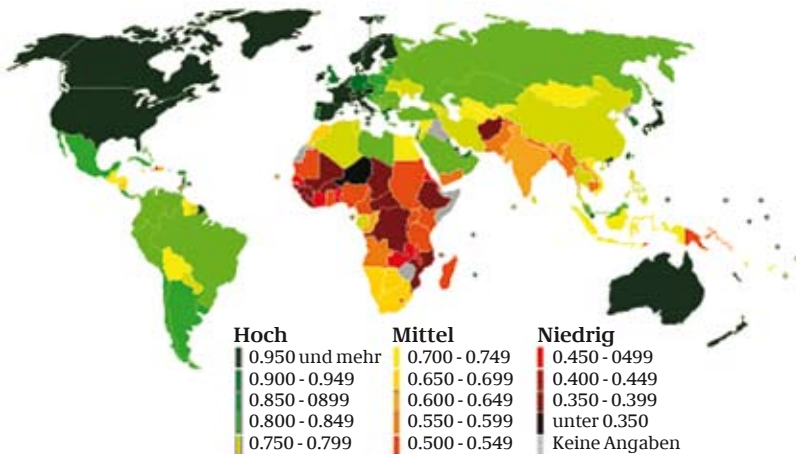 Hoch
0.950 und mehr
0.900 - 0.949
0.850 - 0899
0.800 - 0.849
0.750 - 0.799
Mittel
0.700 - 0.749
0.650 - 0.699
0.600 - 0.649
0.550 - 0.599
0.500 - 0.549
Niedrig
0.450 - 0499
0.400 - 0.449
0.350 - 0.399
unter 0.350
Keine Angaben